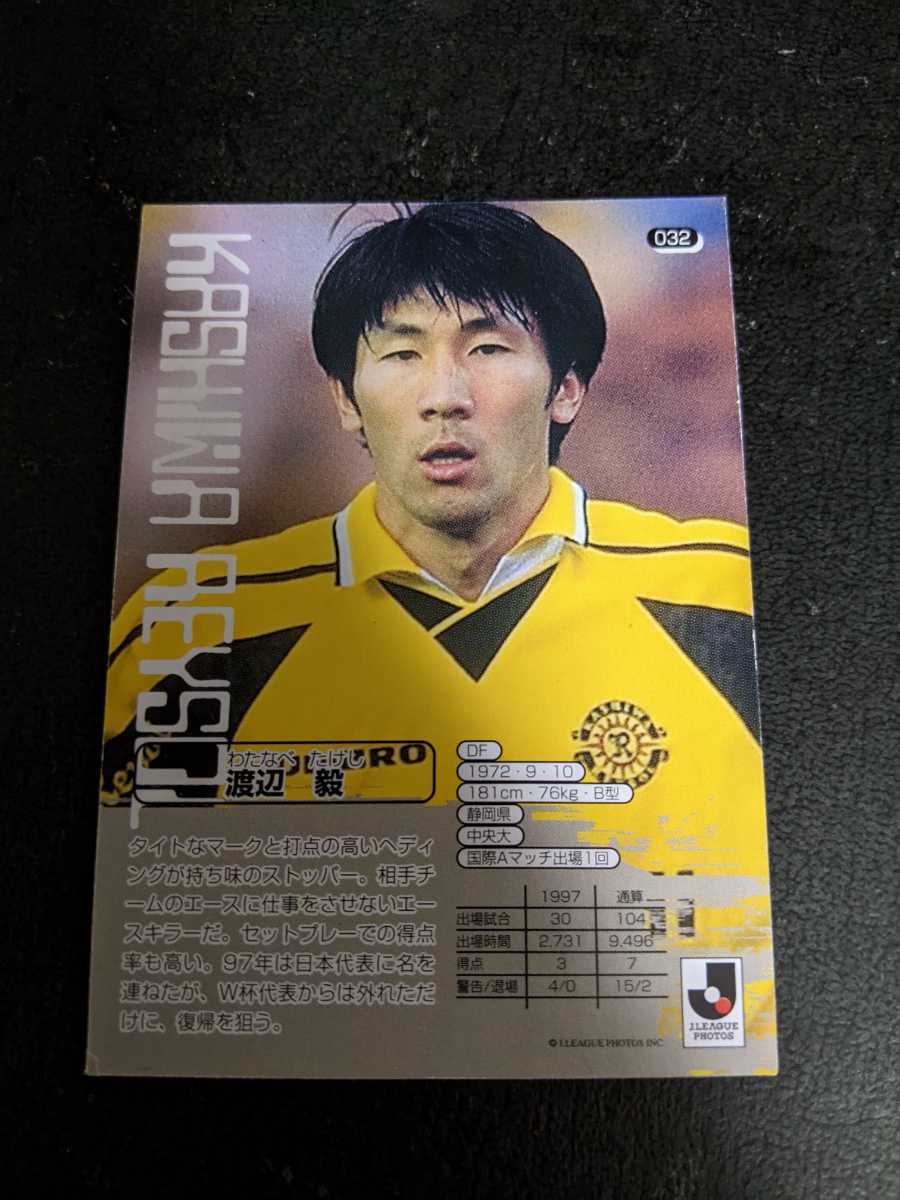 032
KASHIWA REYSOL
わたなべ たけし
渡辺 毅
DF
1972・9・10
181cm・76kg・B型
静岡県
中央大
国際Aマッチ出場1回
タイトなマークと打点の高いヘディ
ングが持ち味のストッパー。相手チ
ームのエースに仕事をさせないエー
スキラーだ。セットプレーでの得点
率も高い。97年は日本代表に名を
連ねたが、W杯代表からは外れただ
けに、復帰を狙う。
1997 通算
出場試合 30 104
出場時間 2,731 9,496
得点 3 7
警告/退場 4/0 15/2
J.LEAGUE
PHOTOS
© J.LEAGUE PHOTOS INC.